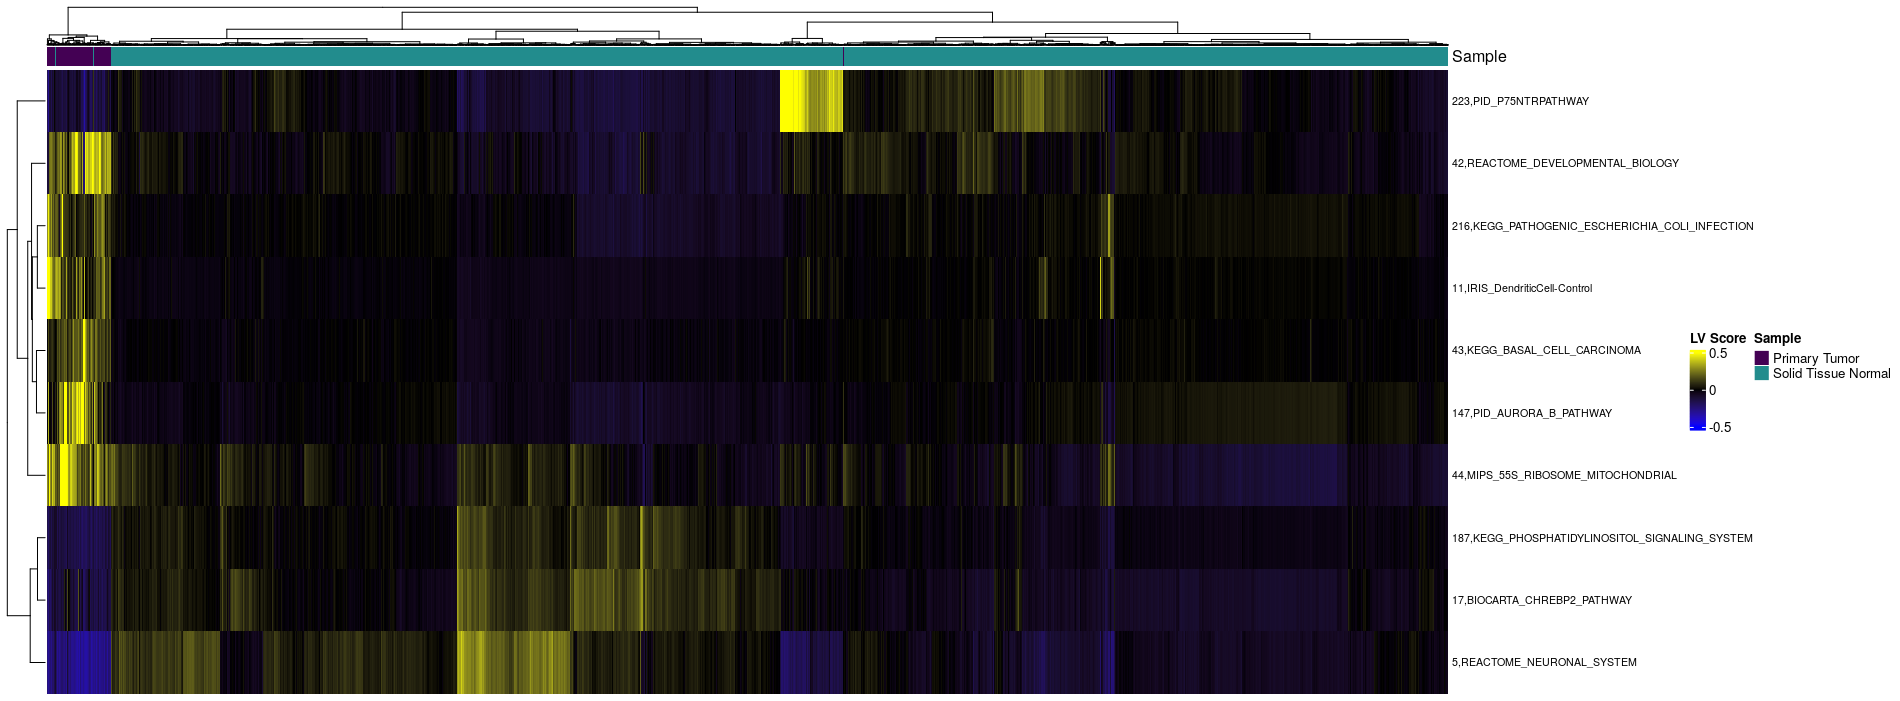 Sample
223,PID_P75NTRPATHWAY
42,REACTOME_DEVELOPMENTAL_BIOLOGY
216,KEGG_PATHOGENIC_ESCHERICHIA_COLI_INFECTION
11,IRIS_DendriticCell-Control
43,KEGG_BASAL_CELL_CARCINOMA
147,PID_AURORA_B_PATHWAY
44,MIPS_55S_RIBOSOME_MITOCHONDRIAL
187,KEGG_PHOSPHATIDYLINOSITOL_SIGNALING_SYSTEM
17,BIOCARTA_CHREBP2_PATHWAY
5,REACTOME_NEURONAL_SYSTEM
LV Score
0.5
0
-0.5
Sample
Primary Tumor
Solid Tissue Normal